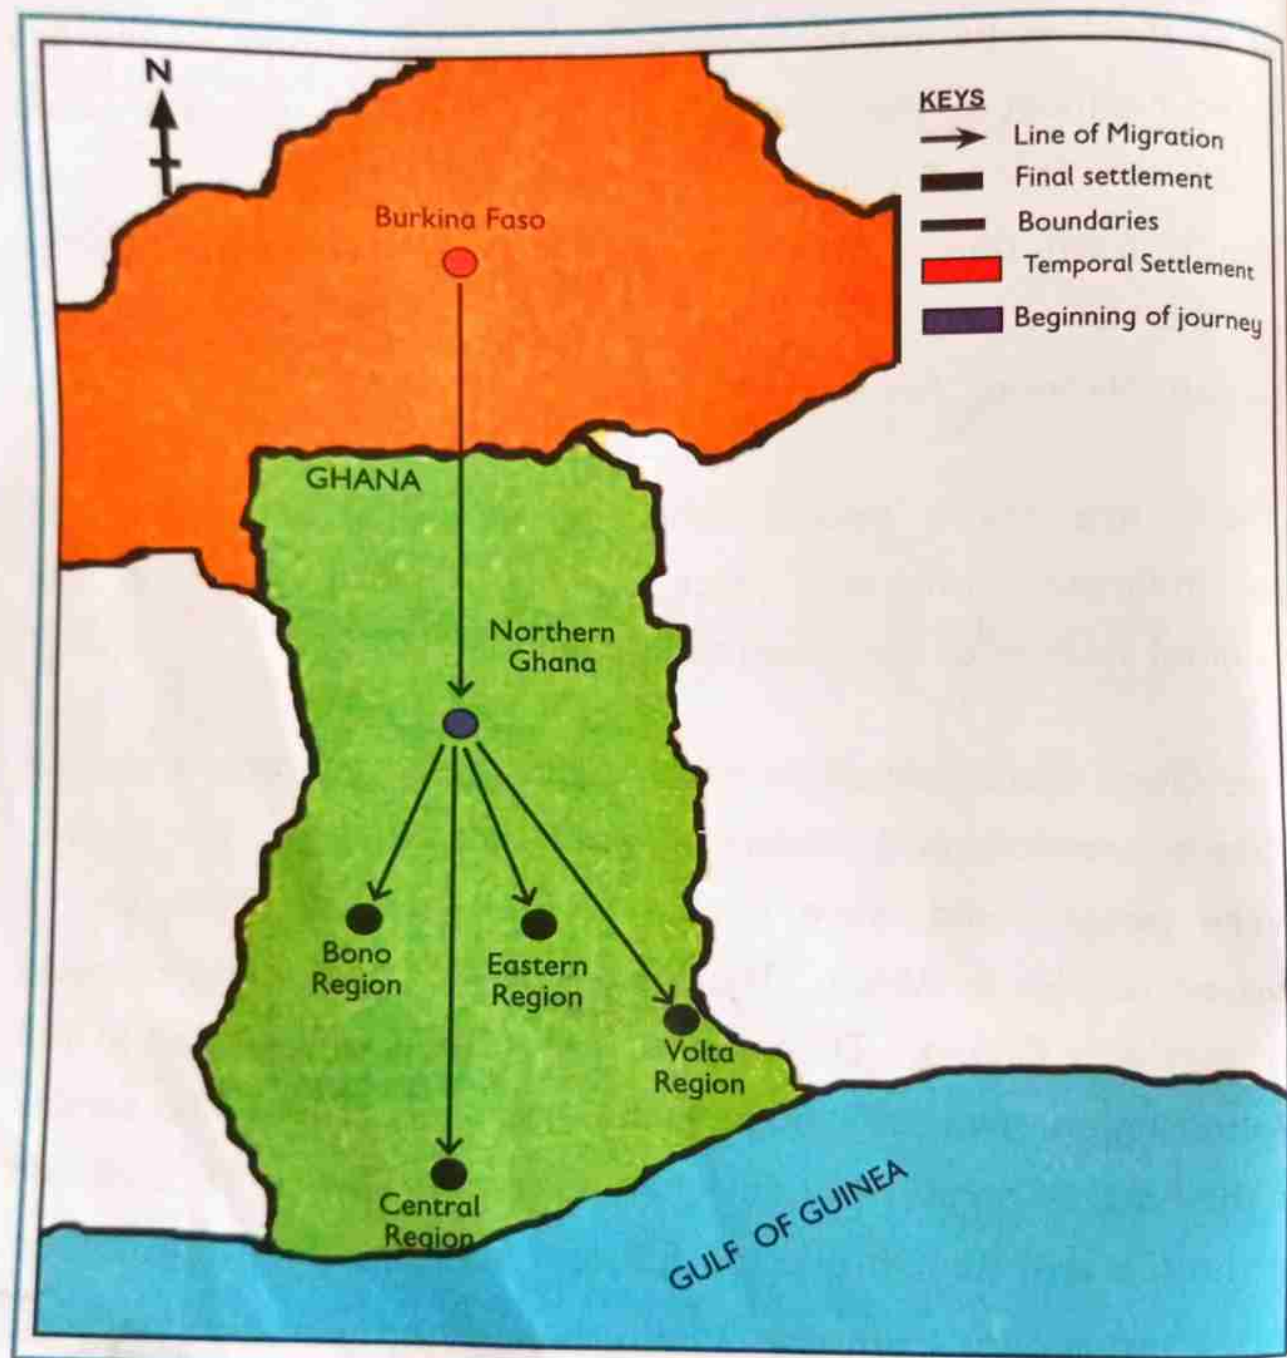 N
KEYS
Line of Migration
Final settlement
Boundaries
Temporal Settlement
Beginning of journey
Burkina Faso
GHANA
Northern
Ghana
Bono
Region
Eastern
Region
Volta
Region
Central
Region
GULF OF GUINEA